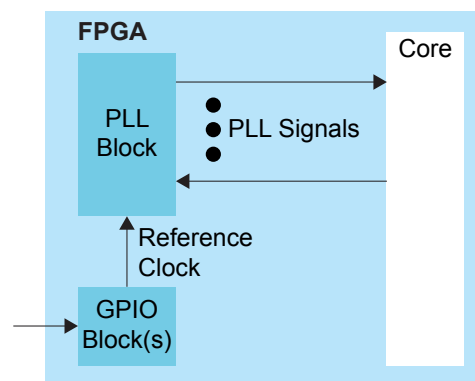 FPGA
Core
PLL
Block
PLL Signals
Reference
Clock
GPIO
Block(s)